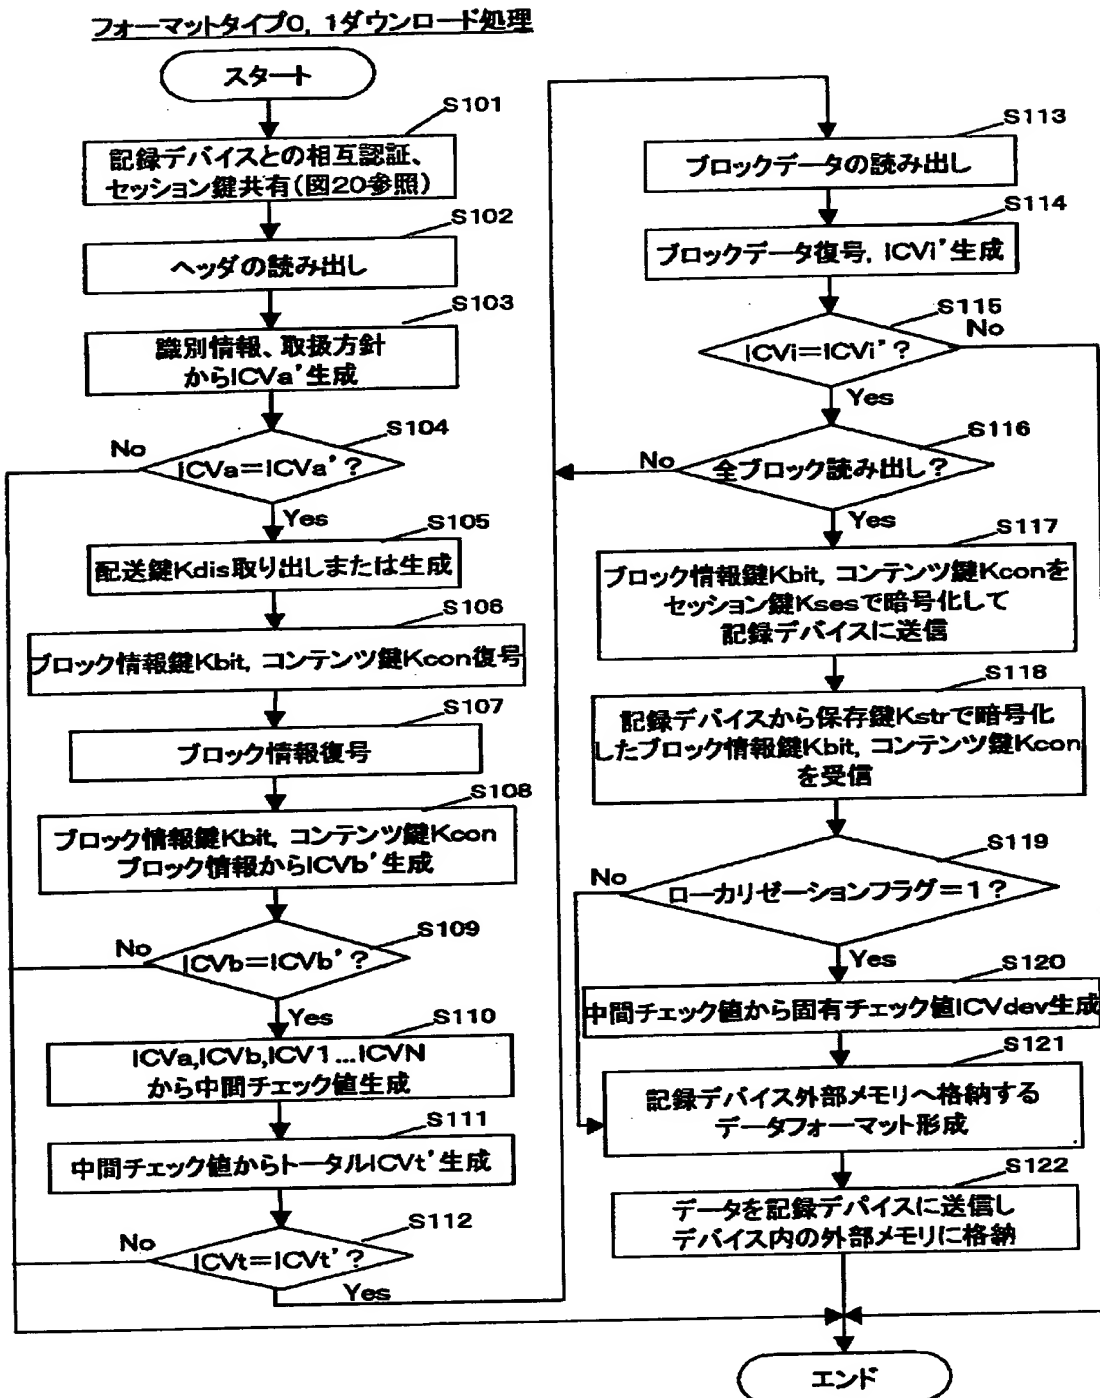 フォーマットタイプ0, 1ダウンロード処理
スタート
S101
記録デバイスとの相互認証、
セッション鍵共有(図20参照)
S102
ヘッダの読み出し
S103
識別情報、取扱方針
からICVa'生成
S104
No
ICVa=ICVa'?
Yes
S105
配送鍵Kdis取り出しまたは生成
S106
ブロック情報鍵Kbit, コンテンツ鍵Kcon復号
S107
ブロック情報復号
S108
ブロック情報鍵Kbit, コンテンツ鍵Kcon
ブロック情報からICVb'生成
S109
No
ICVb=ICVb'?
Yes
S110
ICVa,ICVb,ICV1...ICVN
から中間チェック値生成
S111
中間チェック値からトータルICVt'生成
S112
No
ICVt=ICVt'?
Yes
S113
ブロックデータの読み出し
S114
ブロックデータ復号, ICVi'生成
S115
No
ICVi=ICVi'?
Yes
S116
No
全ブロック読み出し?
Yes
S117
ブロック情報鍵Kbit, コンテンツ鍵Kconを
セッション鍵Ksesで暗号化して
記録デバイスに送信
S118
記録デバイスから保存鍵Kstrで暗号化
したブロック情報鍵Kbit, コンテンツ鍵Kcon
を受信
S119
No
ローカリゼーションフラグ=1?
Yes
S120
中間チェック値から固有チェック値ICVdev生成
S121
記録デバイス外部メモリへ格納する
データフォーマット形成
S122
データを記録デバイスに送信し
デバイス内の外部メモリに格納
エンド